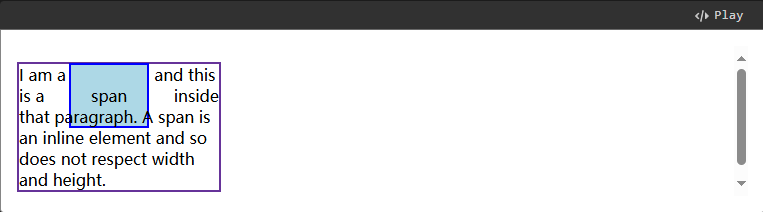 </> Play
I am a and this
is a span inside
that paragraph. A span is
an inline element and so
does not respect width
and height.